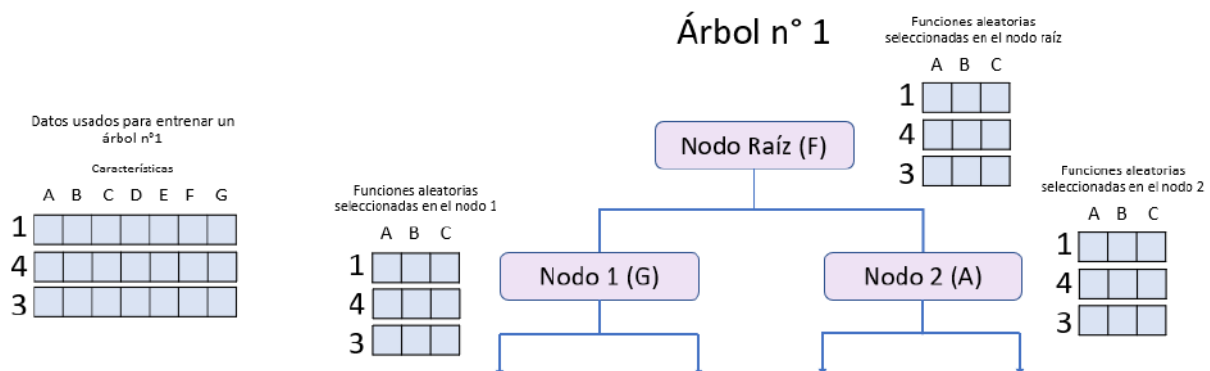 Árbol n° 1
Funciones aleatorias
seleccionadas en el nodo raíz
A B C
1
4
3
Datos usados para entrenar un
árbol n°1
Características
A B C D E F G
1
4
3
Nodo Raíz (F)
Funciones aleatorias
seleccionadas en el nodo 1
A B C
1
4
3
Nodo 1 (G)
Nodo 2 (A)
Funciones aleatorias
seleccionadas en el nodo 2
A B C
1
4
3